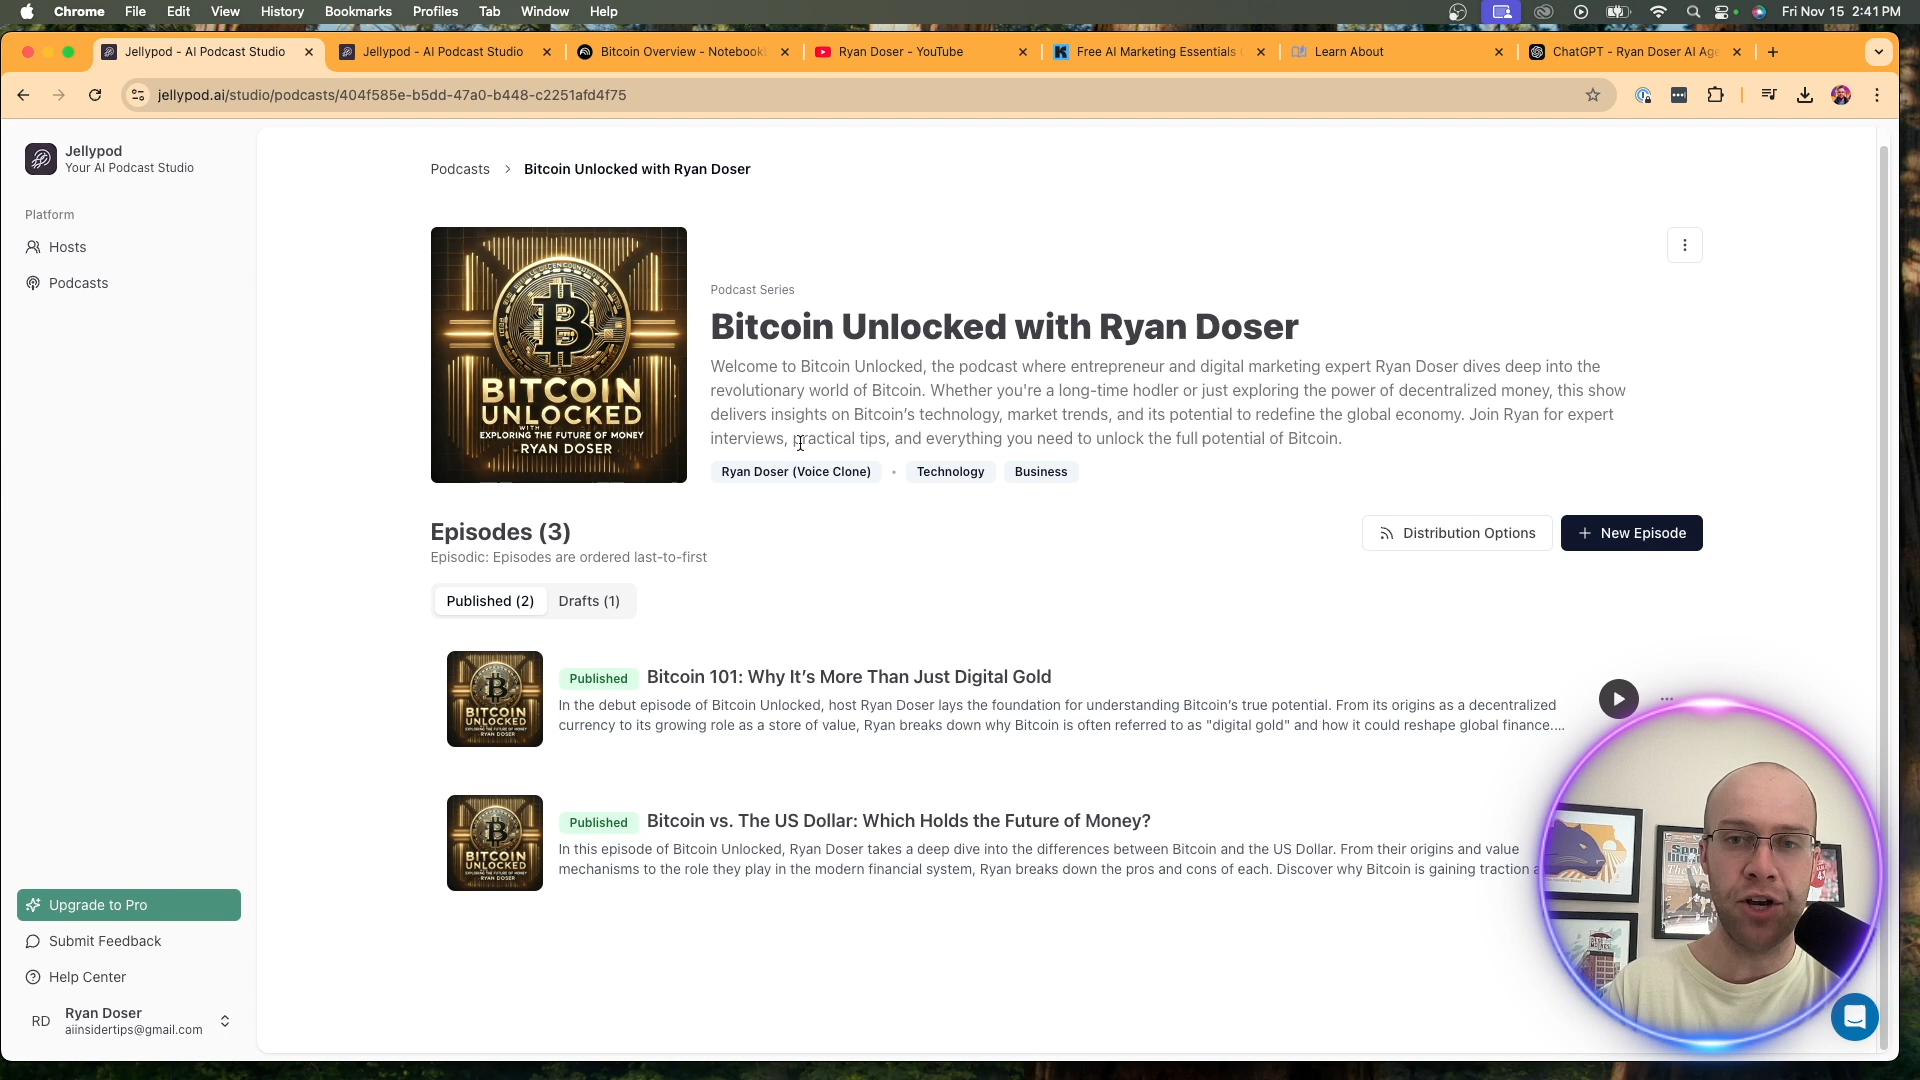 Chrome File Edit View History Bookmarks Profiles Tab Window Help Fri Nov 15 2:41 PM
Jellypod - AI Podcast Studio Jellypod - AI Podcast Studio Bitcoin Overview - Notebook Ryan Doser - YouTube Free AI Marketing Essentials Learn About ChatGPT - Ryan Doser AI Age
jellypod.ai/studio/podcasts/404f585e-b5dd-47a0-b448-c2251afd4f75
Jellypod
Your AI Podcast Studio
Platform
Hosts
Podcasts
Upgrade to Pro
Submit Feedback
Help Center
RD
Ryan Doser
aiinsidertips@gmail.com
Podcasts > Bitcoin Unlocked with Ryan Doser
BITCOIN
UNLOCKED
WITH
EXPLORING THE FUTURE OF MONEY
RYAN DOSER
Podcast Series
Bitcoin Unlocked with Ryan Doser
Welcome to Bitcoin Unlocked, the podcast where entrepreneur and digital marketing expert Ryan Doser dives deep into the
revolutionary world of Bitcoin. Whether you're a long-time hodler or just exploring the power of decentralized money, this show
delivers insights on Bitcoin's technology, market trends, and its potential to redefine the global economy. Join Ryan for expert
interviews, practical tips, and everything you need to unlock the full potential of Bitcoin.
Ryan Doser (Voice Clone) • Technology Business
Episodes (3)
Episodic: Episodes are ordered last-to-first
Distribution Options
+ New Episode
Published (2) Drafts (1)
BITCOIN
UNLOCKED
RYAN DOSER
Published Bitcoin 101: Why It’s More Than Just Digital Gold
In the debut episode of Bitcoin Unlocked, host Ryan Doser lays the foundation for understanding Bitcoin’s true potential. From its origins as a decentralized
currency to its growing role as a store of value, Ryan breaks down why Bitcoin is often referred to as "digital gold" and how it could reshape global finance....
BITCOIN
UNLOCKED
RYAN DOSER
Published Bitcoin vs. The US Dollar: Which Holds the Future of Money?
In this episode of Bitcoin Unlocked, Ryan Doser takes a deep dive into the differences between Bitcoin and the US Dollar. From their origins and value
mechanisms to the role they play in the modern financial system, Ryan breaks down the pros and cons of each. Discover why Bitcoin is gaining traction